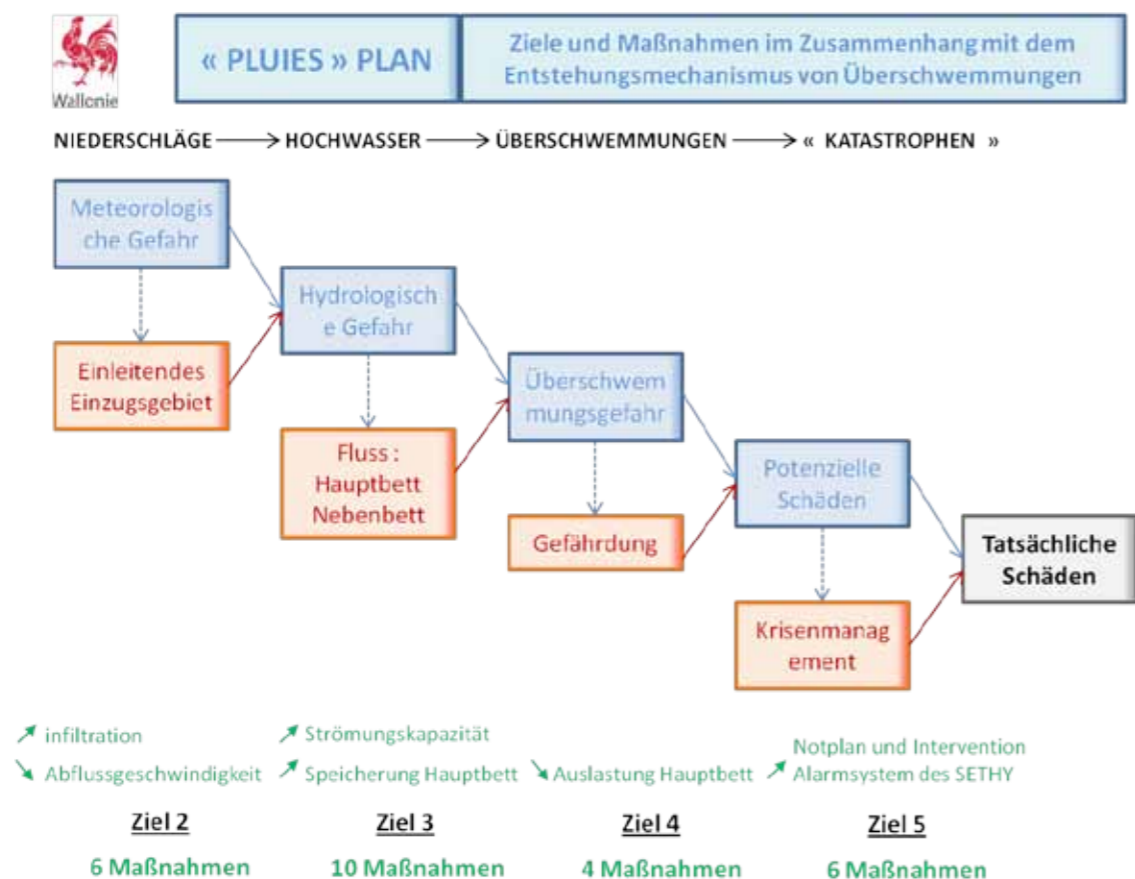 Wallonie
« PLUIES » PLAN
Ziele und Maßnahmen im Zusammenhang mit dem
Entstehungsmechanismus von Überschwemmungen
NIEDERSCHLÄGE → HOCHWASSER → ÜBERSCHWEMMUNGEN → « KATASTROPHEN »
Meteorologis
che Gefahr
Hydrologisch
e Gefahr
Einleitendes
Einzugsgebiet
Überschwem
mungsgefahr
Fluss :
Hauptbett
Nebenbett
Potenzielle
Schäden
Gefährdung
Tatsächliche
Schäden
Krisenmanag
ement
↗ infiltration
↘ Abflussgeschwindigkeit
↗ Strömungskapazität
↗ Speicherung Hauptbett
↘ Auslastung Hauptbett
Notplan und Intervention
↗ Alarmsystem des SETHY
Ziel 2
Ziel 3
Ziel 4
Ziel 5
6 Maßnahmen
10 Maßnahmen
4 Maßnahmen
6 Maßnahmen